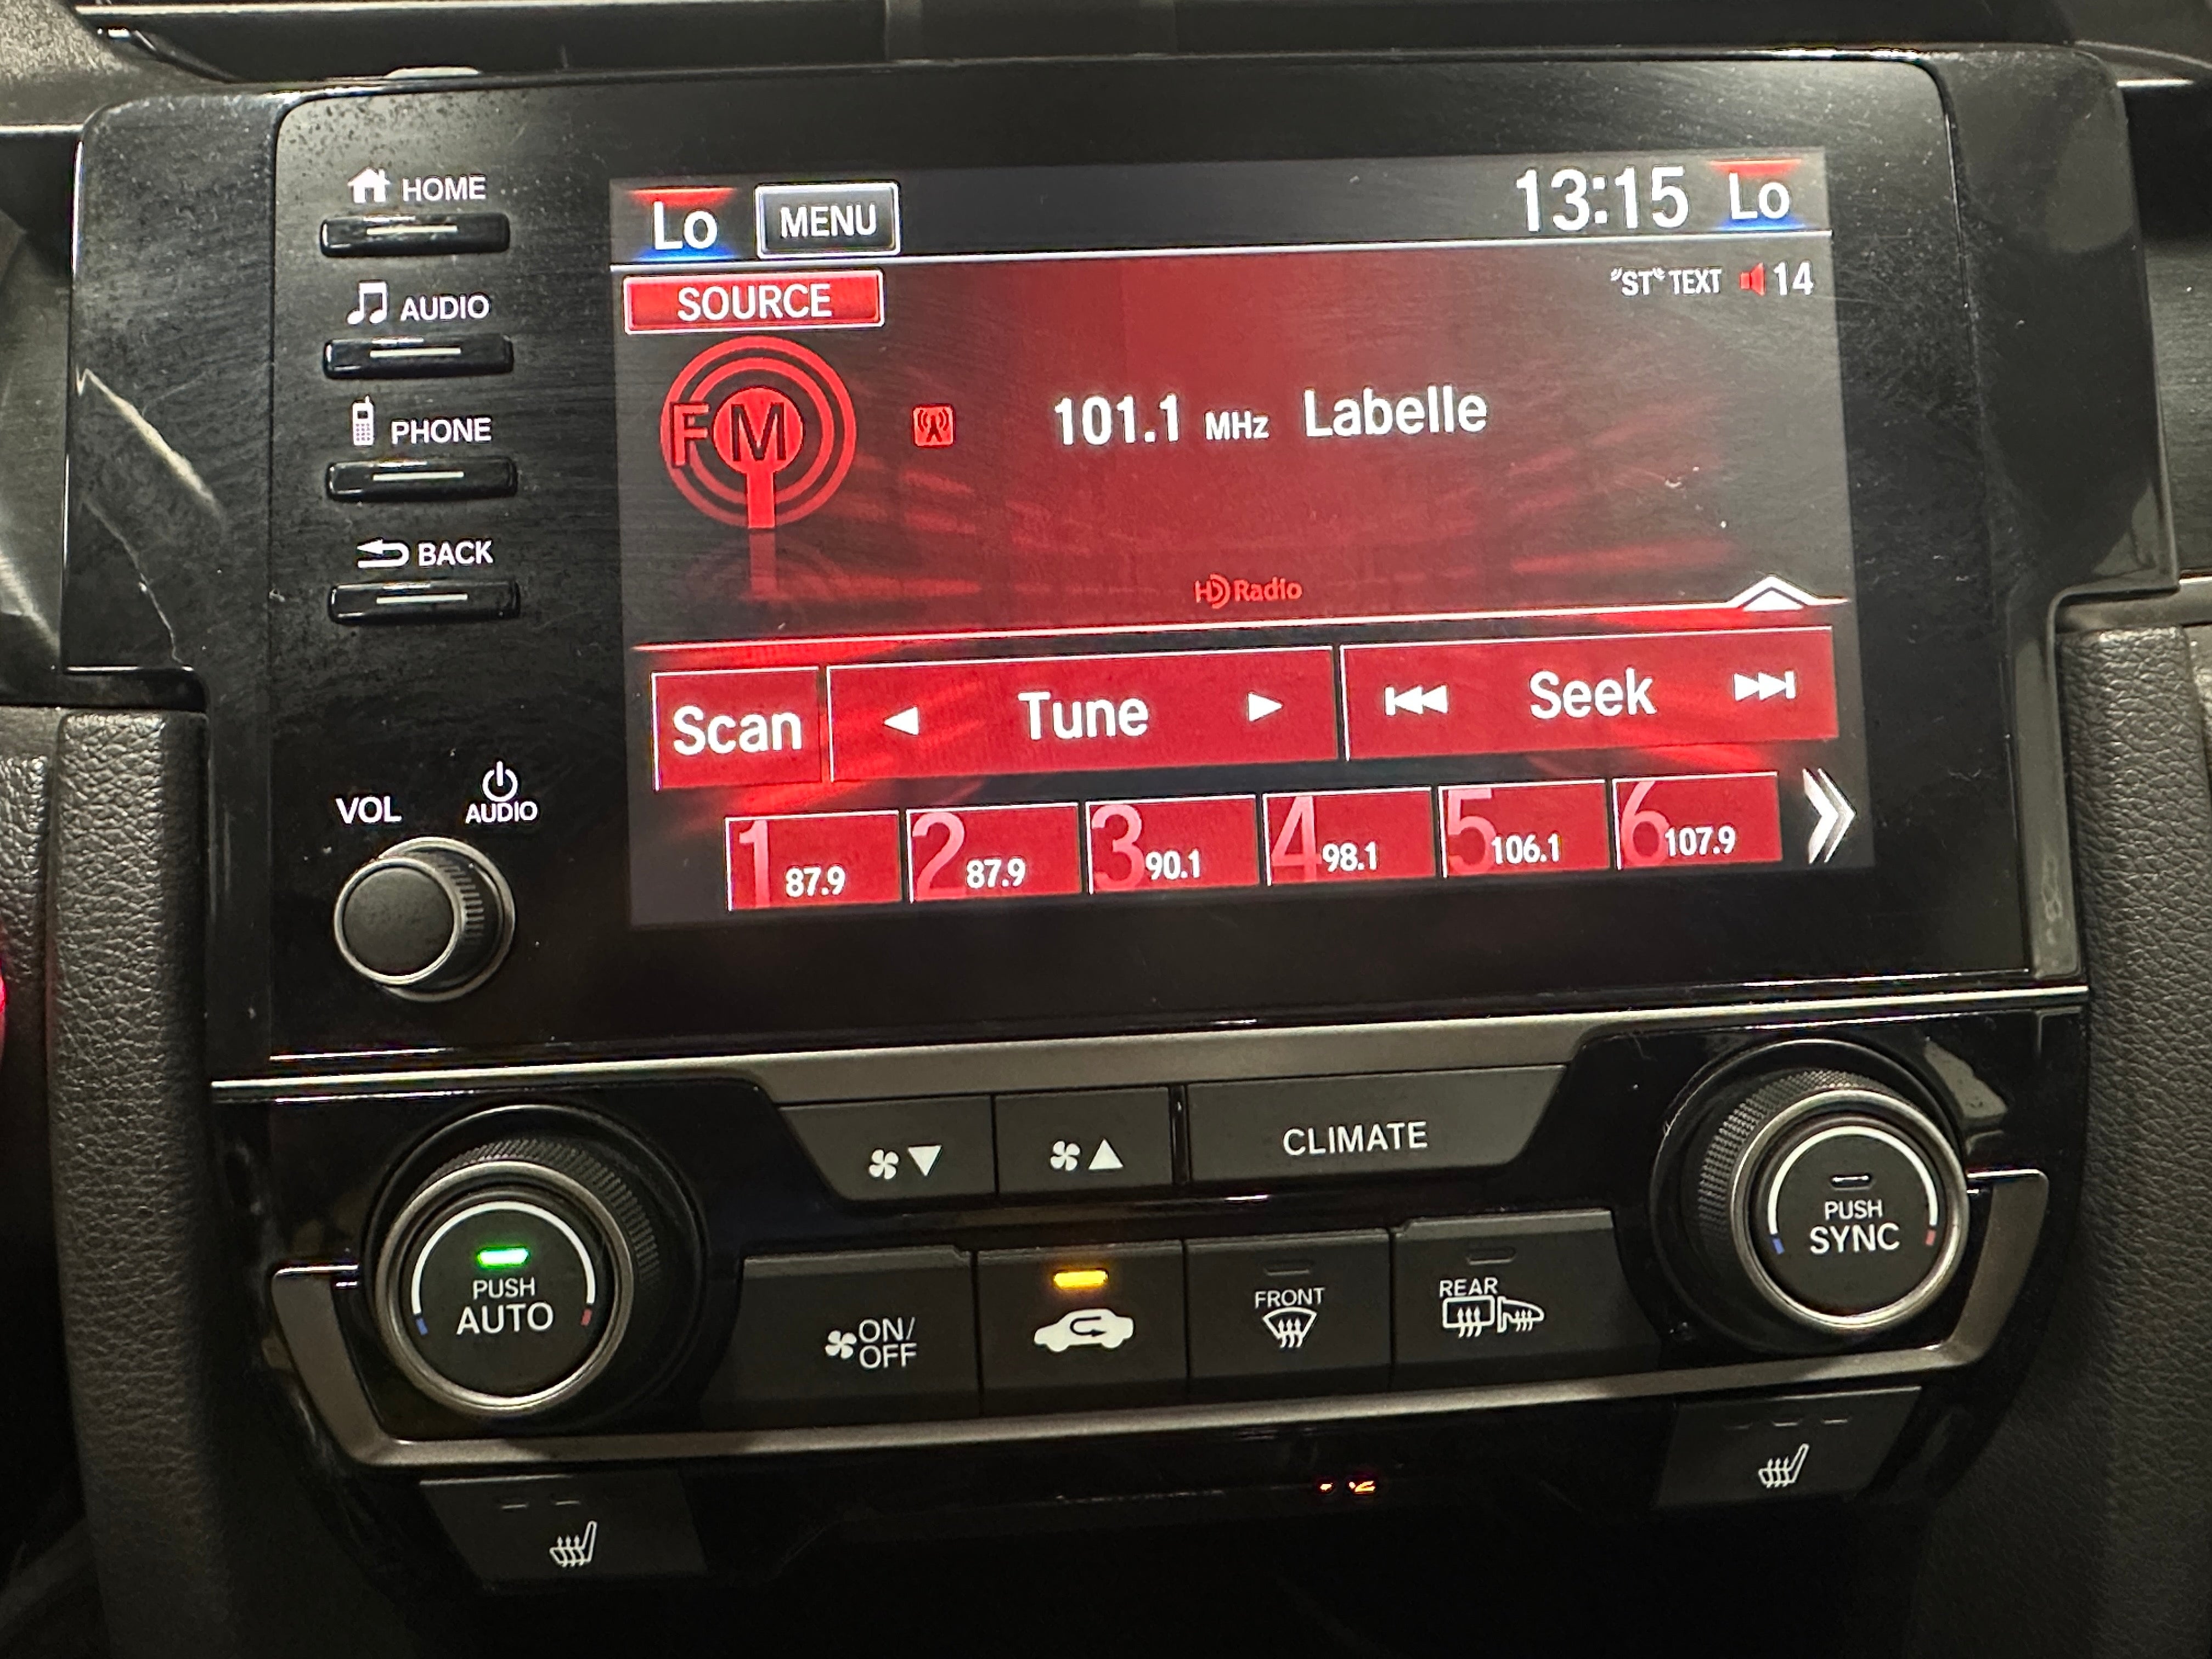 HOME
AUDIO
PHONE
BACK
VOL
AUDIO
Lo MENU 13:15 Lo
SOURCE "ST" TEXT 14
FM 101.1 MHz Labelle
HD Radio
Scan Tune Seek
1 87.9 2 87.9 3 90.1 4 98.1 5 106.1 6 107.9
CLIMATE
PUSH
AUTO
ON/
OFF
FRONT
REAR
PUSH
SYNC